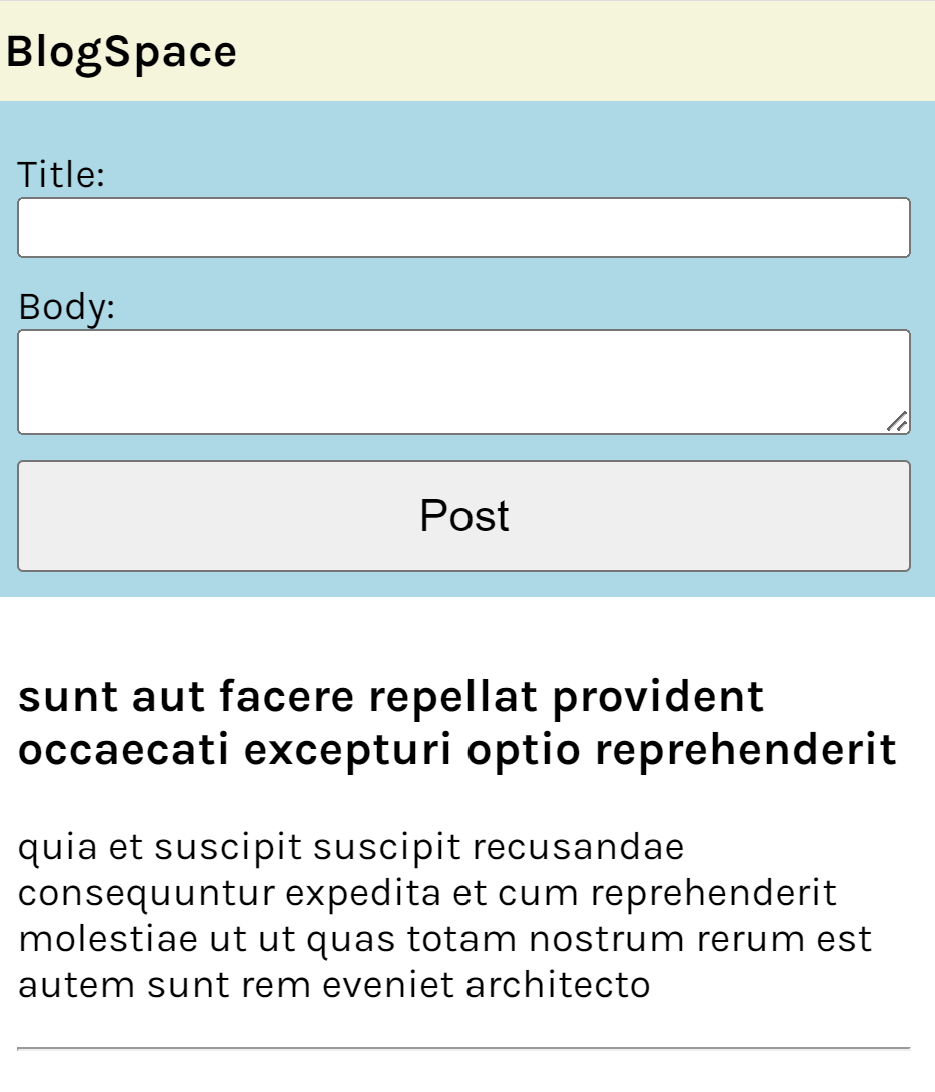 BlogSpace
Title:
Body:
Post
sunt aut facere repellat provident
occaecati excepturi optio reprehenderit
quia et suscipit suscipit recusandae
consequuntur expedita et cum reprehenderit
molestiae ut ut quas totam nostrum rerum est
autem sunt rem eveniet architecto